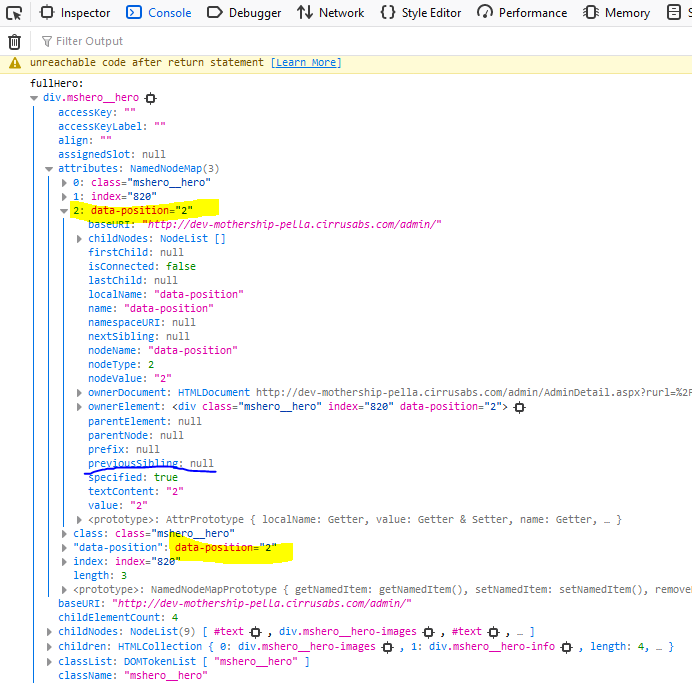 Inspector Console Debugger Network Style Editor Performance Memory S
Filter Output
unreachable code after return statement [Learn More]
fullHero:
div.mshero__hero
accessKey: ""
accessKeyLabel: ""
align: ""
assignedSlot: null
attributes: NamedNodeMap(3)
0: class="mshero__hero"
1: index="820"
2: data-position="2"
baseURI: "http://dev-mothership-pella.cirrusabs.com/admin/"
childNodes: NodeList []
firstChild: null
isConnected: false
lastChild: null
localName: "data-position"
name: "data-position"
namespaceURI: null
nextSibling: null
nodeName: "data-position"
nodeType: 2
nodeValue: "2"
ownerDocument: HTMLDocument http://dev-mothership-pella.cirrusabs.com/admin/AdminDetail.aspx?rurl=%2F
ownerElement: <div class="mshero__hero" index="820" data-position="2">
parentElement: null
parentNode: null
prefix: null
previousSibling: null
specified: true
textContent: "2"
value: "2"
<prototype>: AttrPrototype { localName: Getter, value: Getter & Setter, name: Getter, … }
class: class="mshero__hero"
"data-position": data-position="2"
index: index="820"
length: 3
<prototype>: NamedNodeMapPrototype { getNamedItem: getNamedItem(), setNamedItem: setNamedItem(), remove
baseURI: "http://dev-mothership-pella.cirrusabs.com/admin/"
childElementCount: 4
childNodes: NodeList(9) [ #text , div.mshero__hero-images , #text , … ]
children: HTMLCollection { 0: div.mshero__hero-images , 1: div.mshero__hero-info , length: 4, … }
classList: DOMTokenList [ "mshero__hero" ]
className: "mshero__hero"